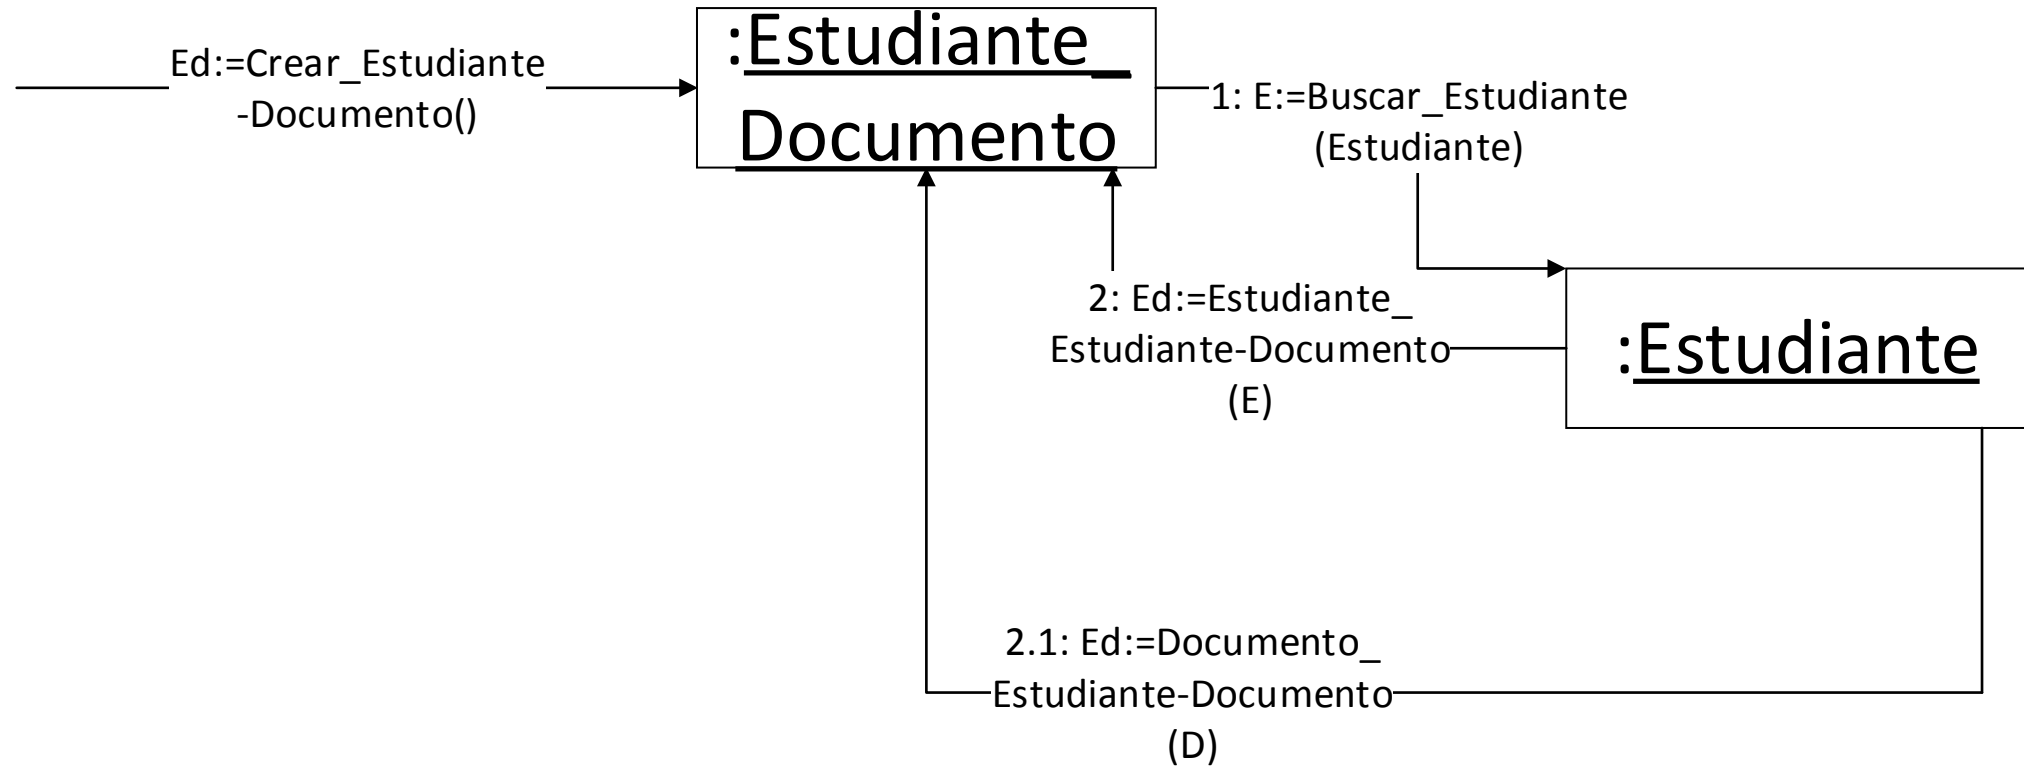 :Estudiante_
Documento
Ed:=Crear_Estudiante
-Documento()
1: E:=Buscar_Estudiante
(Estudiante)
2: Ed:=Estudiante_
Estudiante-Documento
(E)
:Estudiante
2.1: Ed:=Documento_
Estudiante-Documento
(D)